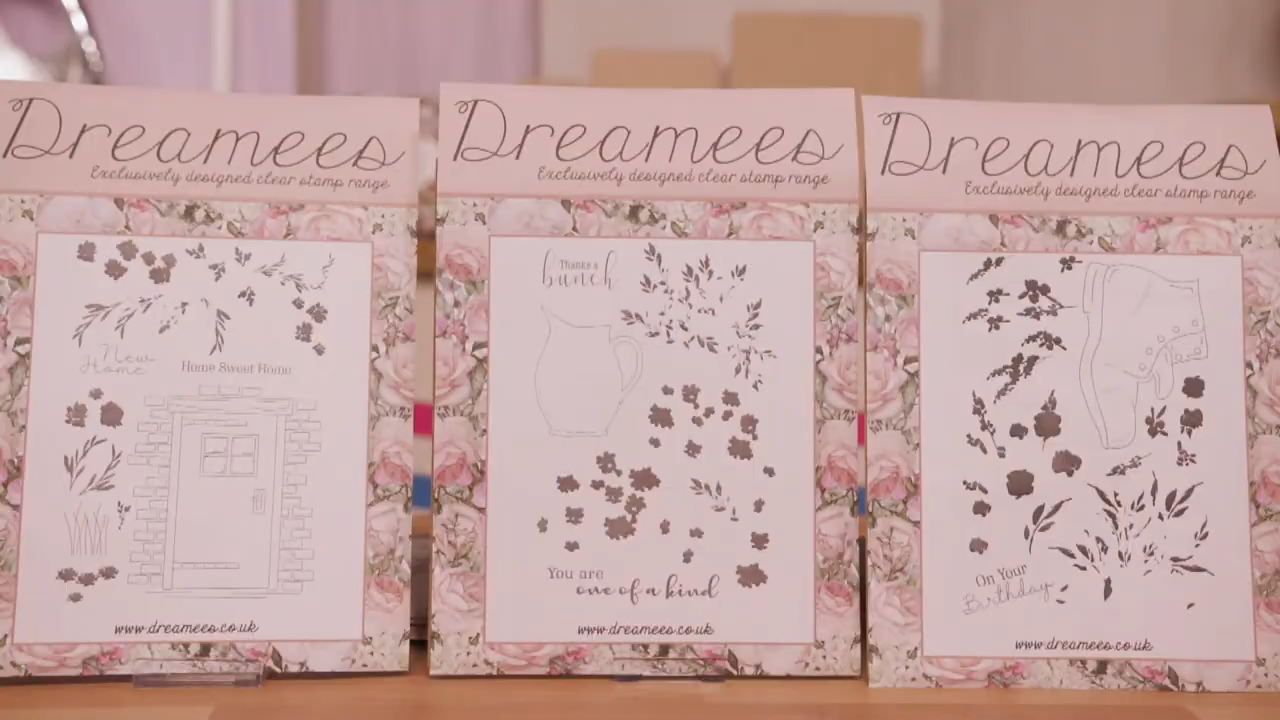 Dreamees
Exclusively designed clear stamp range
New
Home
Home Sweet Home
www.dreamees.co.uk
Dreamees
Exclusively designed clear stamp range
Thanks a
bunch
You are
one of a kind
www.dreamees.co.uk
Dreamees
Exclusively designed clear stamp range
On Your
Birthday
www.dreamees.co.uk